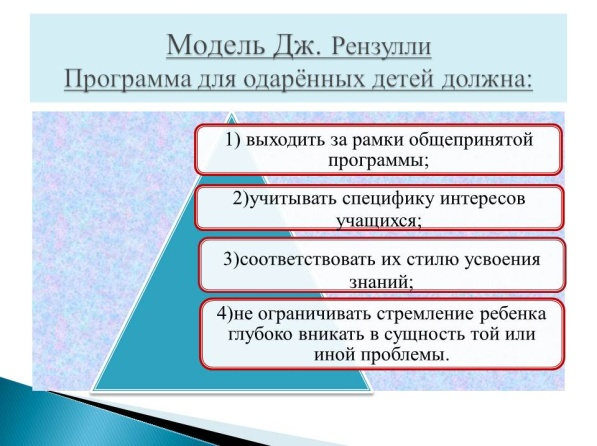 Модель Дж. Рензулли
Программа для одарённых детей должна:
1) выходить за рамки общепринятой
программы;
2)учитывать специфику интересов
учащихся;
3)соответствовать их стилю усвоения
знаний;
4)не ограничивать стремление ребенка
глубоко вникать в сущность той или
иной проблемы.